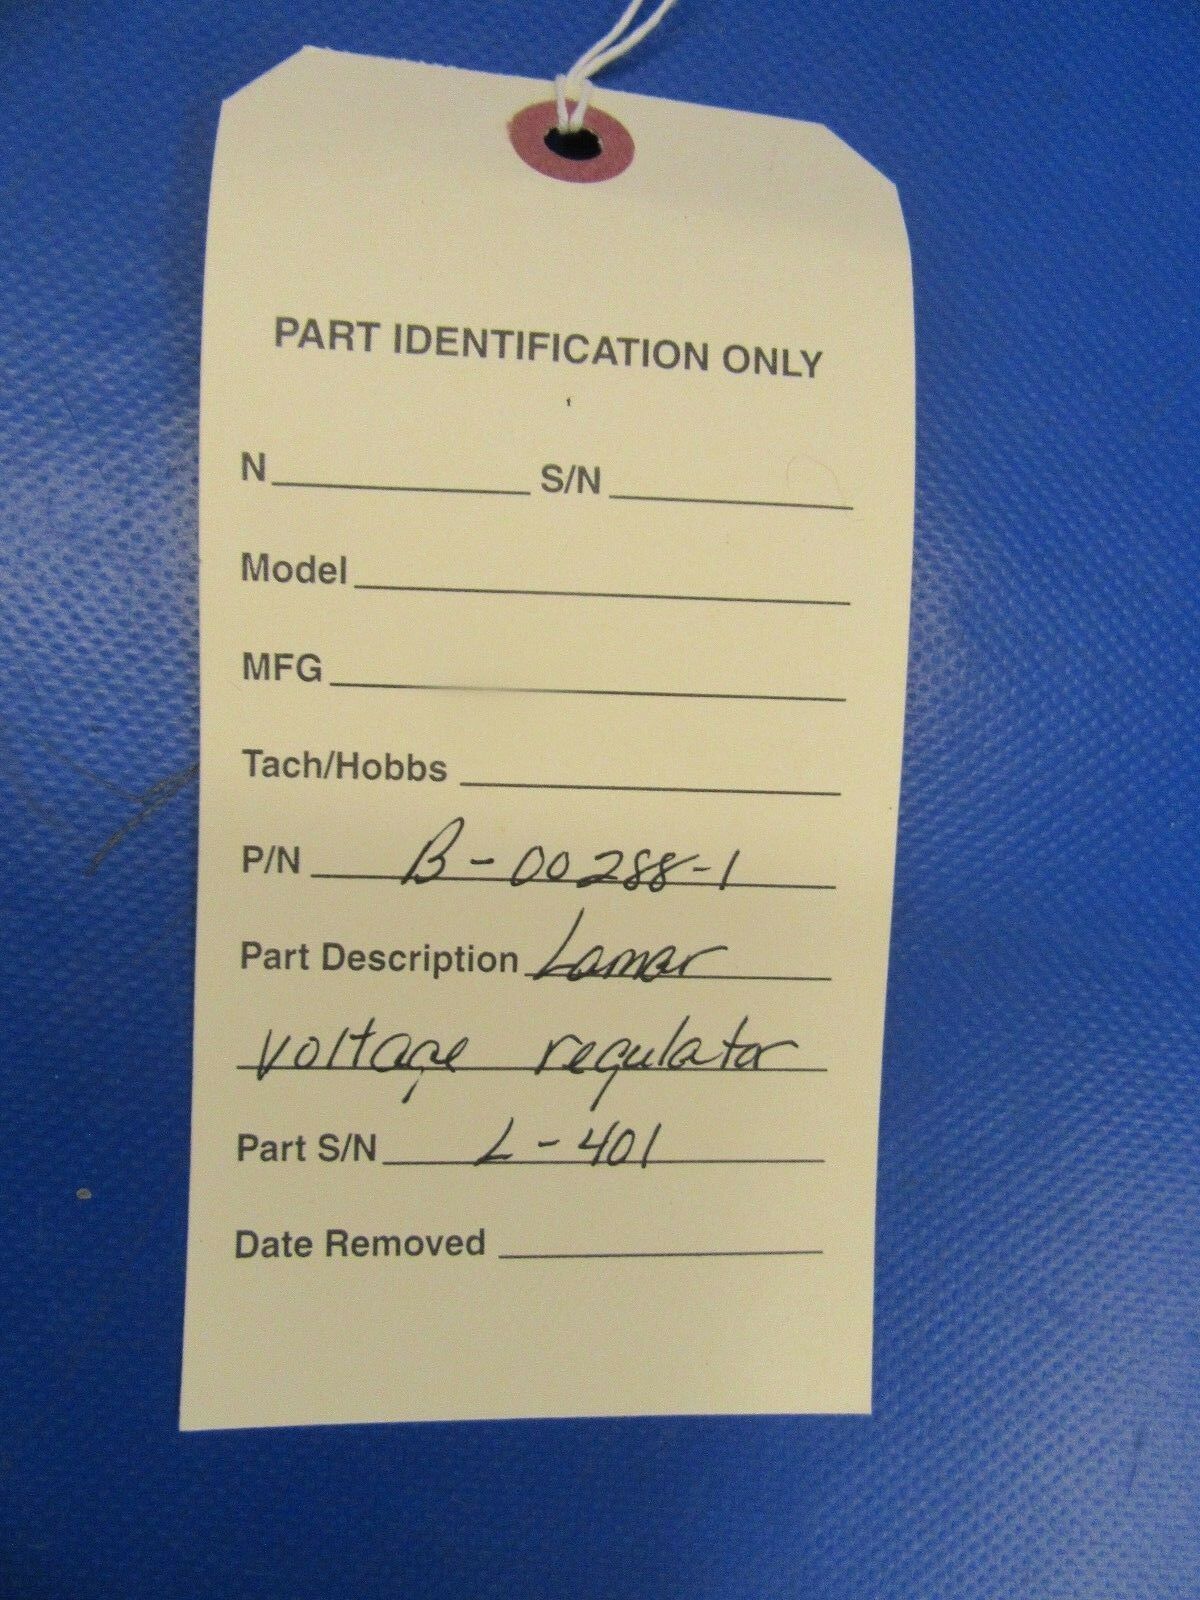 PART IDENTIFICATION ONLY
N S/N
Model
MFG
Tach/Hobbs
P/N B-00288-1
Part Description Lamar
voltage regulator
Part S/N L-401
Date Removed